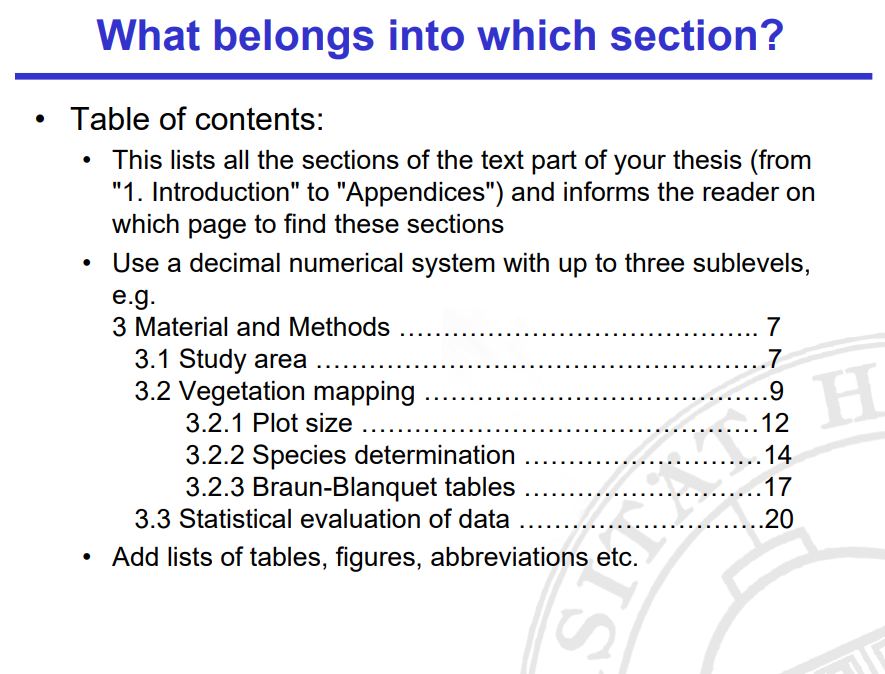 What belongs into which section?
• Table of contents:
• This lists all the sections of the text part of your thesis (from
"1. Introduction" to "Appendices") and informs the reader on
which page to find these sections
• Use a decimal numerical system with up to three sublevels,
e.g.
3 Material and Methods ………………………………….. 7
3.1 Study area …………………………………………….7
3.2 Vegetation mapping ………………………………….9
3.2.1 Plot size ……………………………………….12
3.2.2 Species determination ………………………14
3.2.3 Braun-Blanquet tables ………………………17
3.3 Statistical evaluation of data ……………………….20
• Add lists of tables, figures, abbreviations etc.
SITÄT H